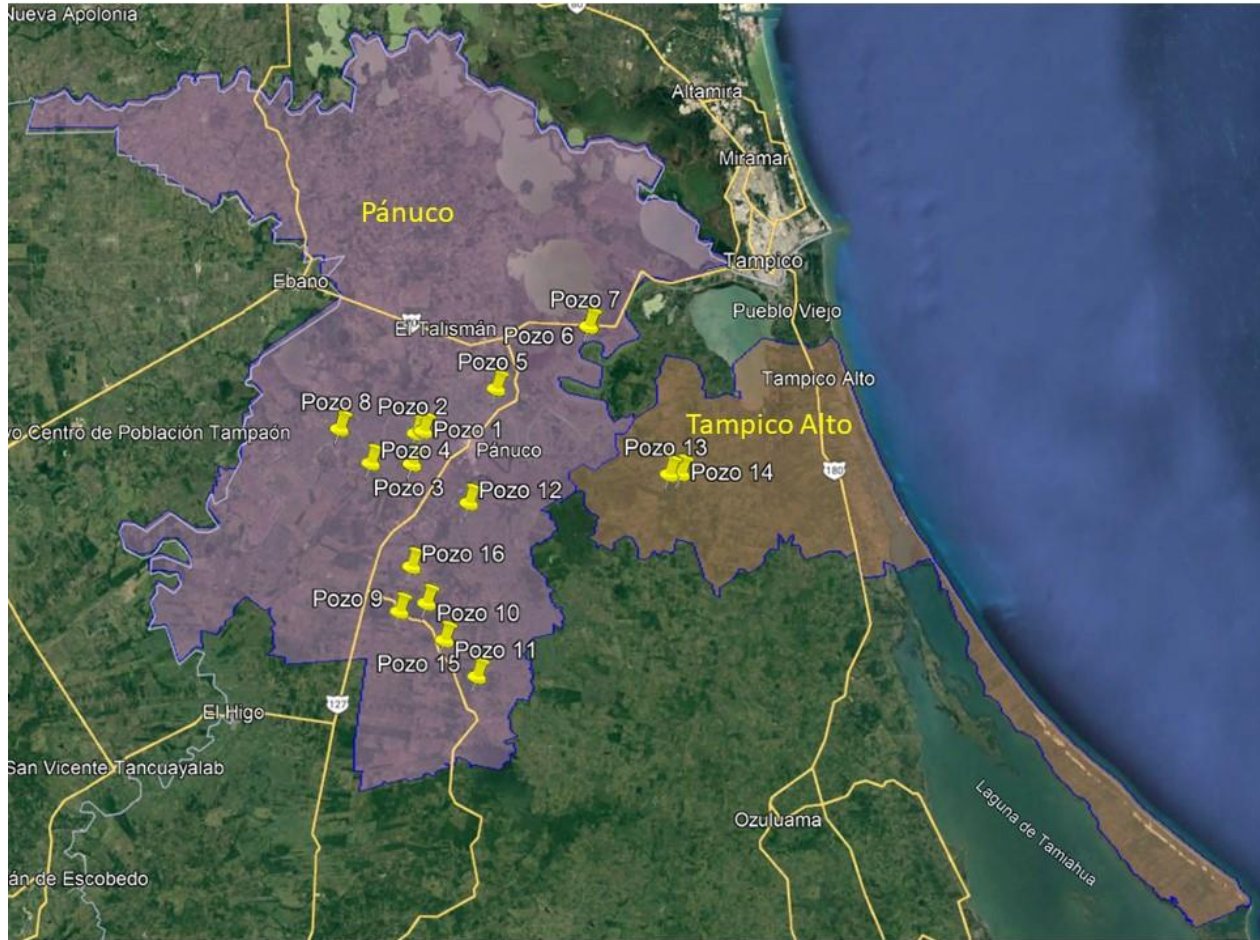 Nueva Apolonia
Altamira
Miramar
Pánuco
Tampico
Ebano
Pozo 7
Pueblo Viejo
El Talismán
Pozo 6
Pozo 5
Tampico Alto
Pozo 8
Pozo 2
Tampico Alto
vo Centro de Población Tampaón
Pozo 1
Pozo 4
Pánuco
Pozo 13
180
Pozo 14
Pozo 3
Pozo 12
Pozo 16
Pozo 9
Pozo 10
Pozo 11
Pozo 15
127
El Higo
San Vicente Tancuayalab
Laguna de Tamiahua
Ozuluama
án de Escobedo